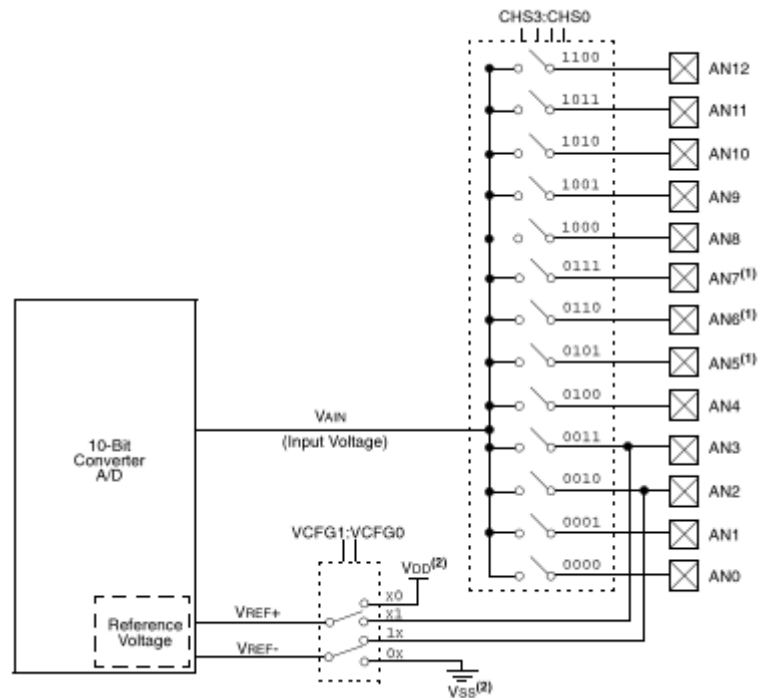 CHS3:CHS0
1100 AN12
1011 AN11
1010 AN10
1001 AN9
1000 AN8
0111 AN7(1)
0110 AN6(1)
0101 AN5(1)
0100 AN4
VAIN
(Input Voltage)
10-Bit
Converter
A/D
0011 AN3
0010 AN2
0001 AN1
0000 AN0
VCFG1:VCFG0
VDD(2)
x0
x1
1x
0x
VREF+
VREF-
Reference
Voltage
VSS(2)